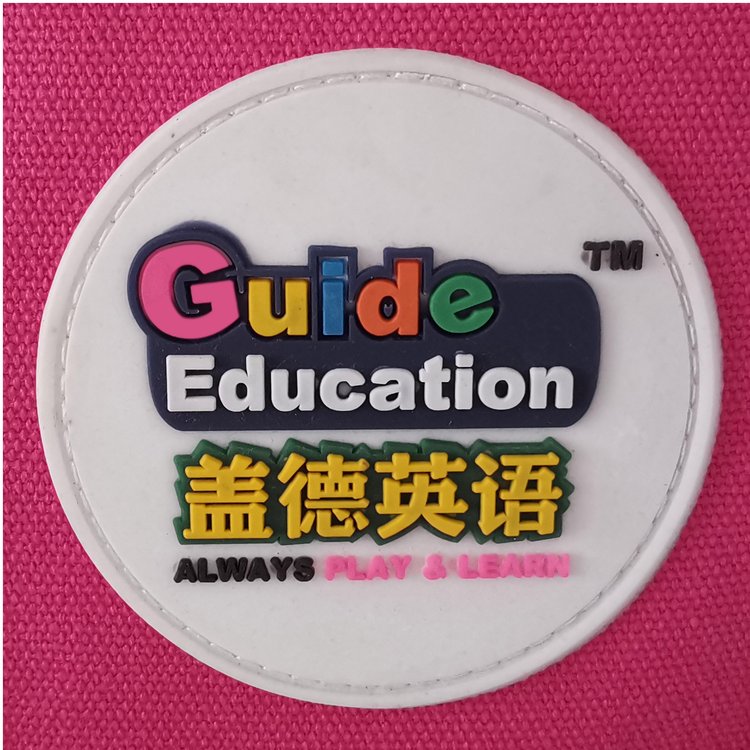 Guide
TM
Education
盖德英语
ALWAYS PLAY & LEARN